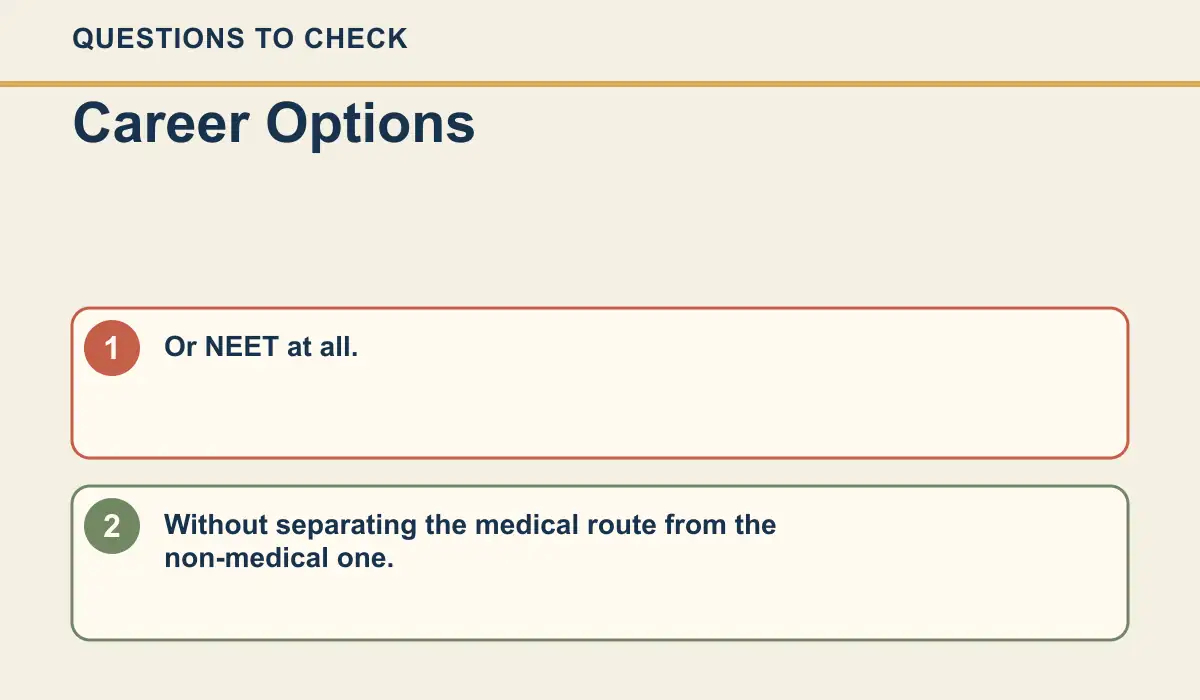 QUESTIONS TO CHECK
Career Options
1
Or NEET at all.
2
Without separating the medical route from the
non-medical one.